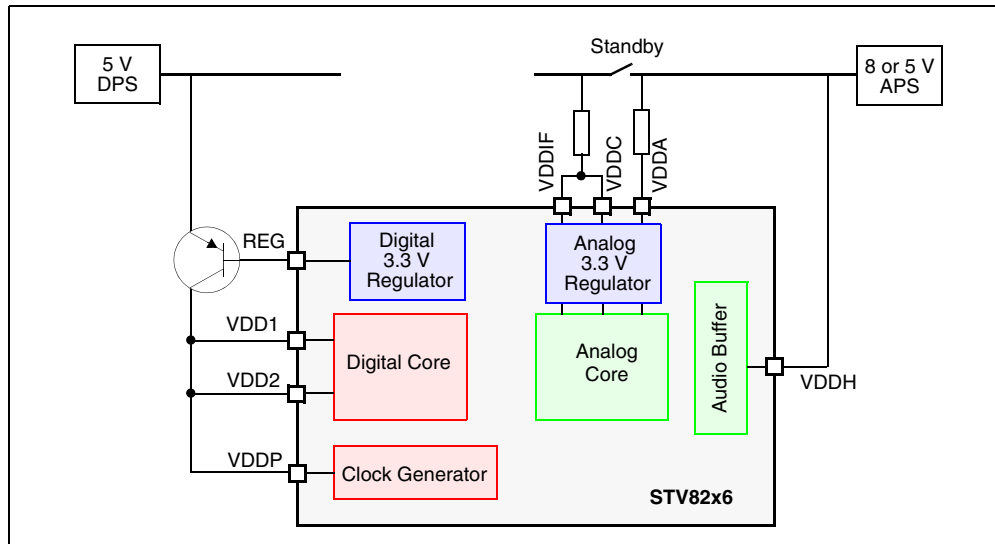 5 V
DPS
Standby
8 or 5 V
APS
VDDIF
VDDC
VDDA
REG
Digital
3.3 V
Regulator
Analog
3.3 V
Regulator
VDD1
Digital Core
Analog
Core
Audio Buffer
VDDH
VDD2
VDDP
Clock Generator
STV82x6